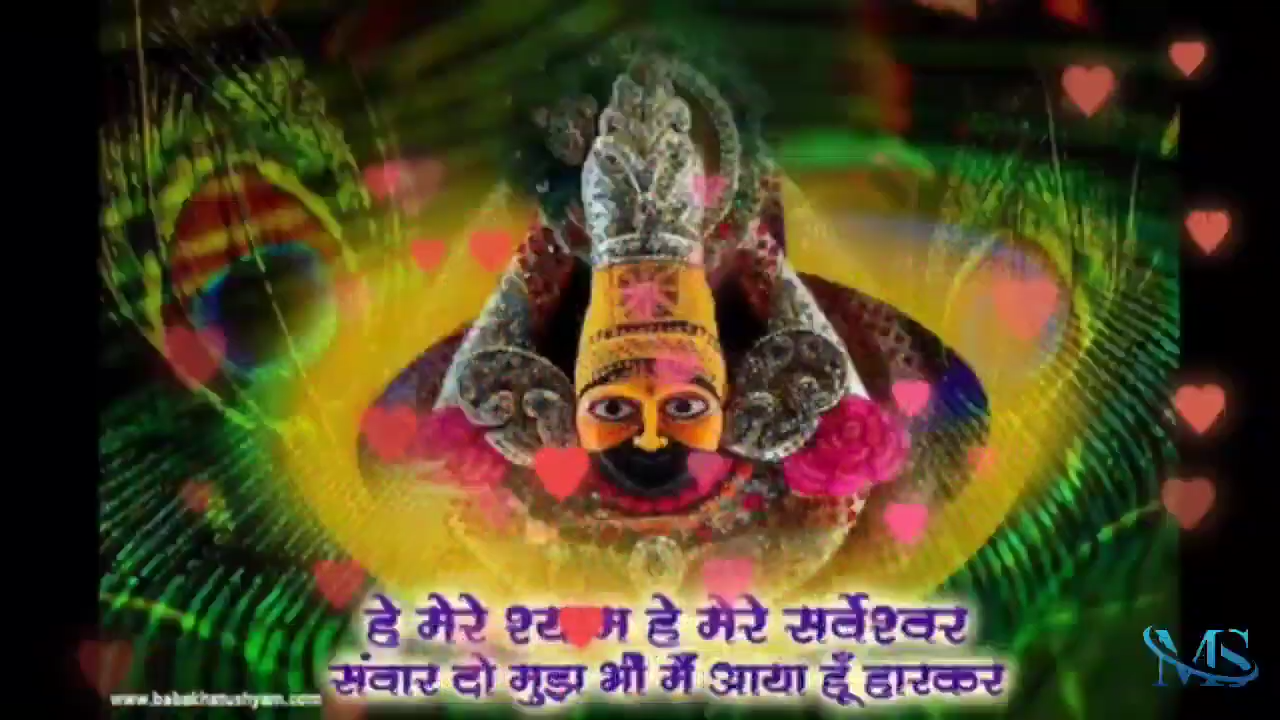 हे मेरे श्याम हे मेरे सर्वेश्वर
संवार दो मुझे भी मैं आया हूँ हारकर
www.babakhatushyam.com
MS